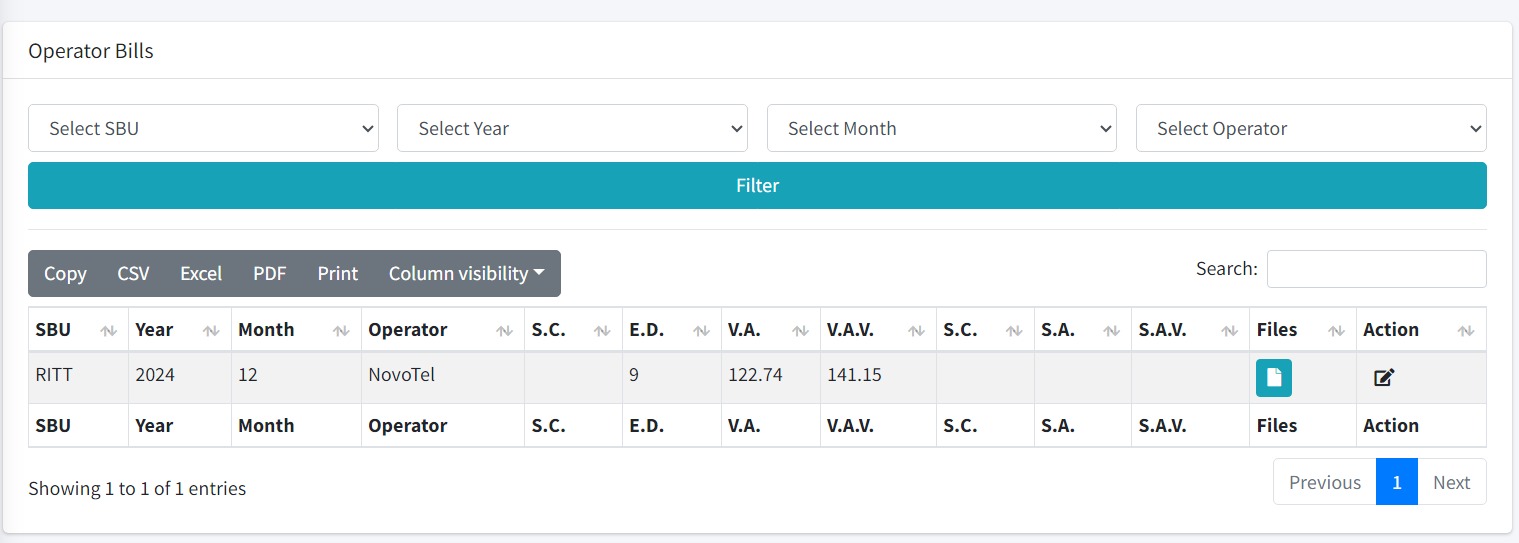 Operator Bills
Select SBU Select Year Select Month Select Operator
Filter
Copy CSV Excel PDF Print Column visibility Search:
SBU Year Month Operator S.C. E.D. V.A. V.A.V. S.C. S.A. S.A.V. Files Action
RITT 2024 12 NovoTel 9 122.74 141.15
SBU Year Month Operator S.C. E.D. V.A. V.A.V. S.C. S.A. S.A.V. Files Action
Showing 1 to 1 of 1 entries Previous 1 Next